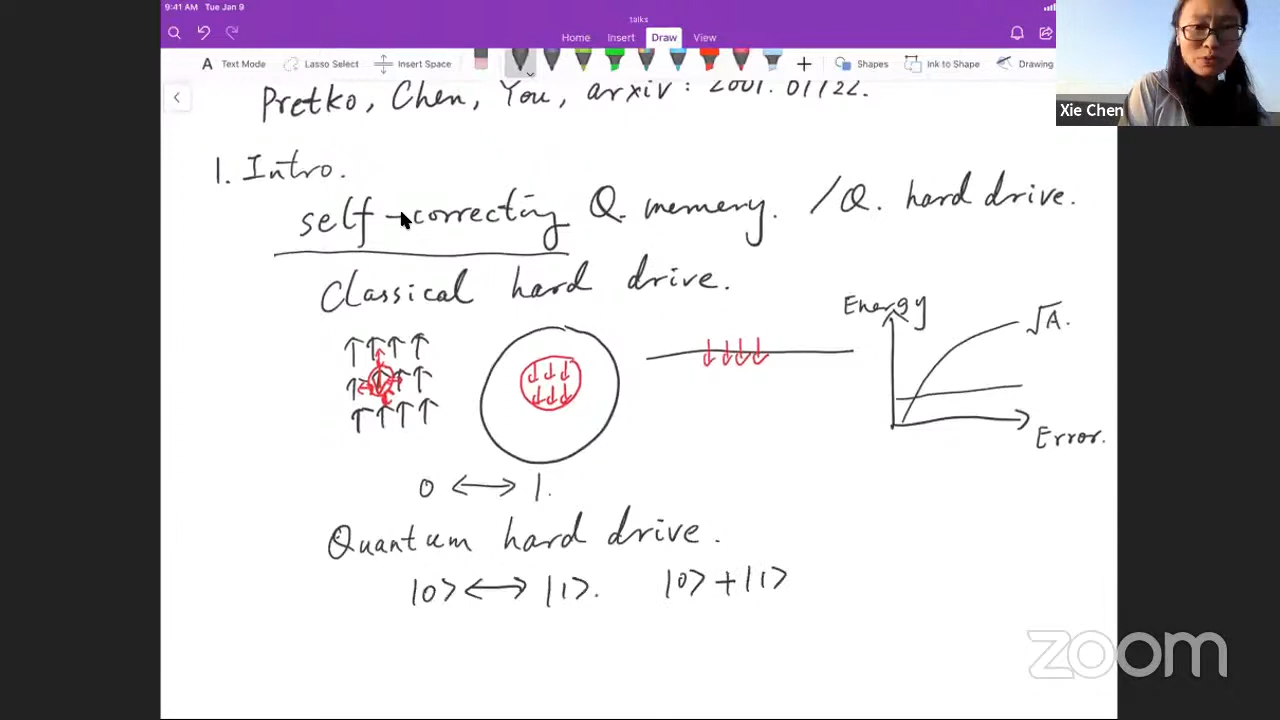 9:41 AM Tue Jan 9
talks
Home Insert Draw View
Text Mode Lasso Select Insert Space Shapes Ink to Shape Drawing
Xie Chen
Pretko, Chen, You, arxiv: 2001.01722.
1. Intro.
self-correcting Q. memery. / Q. hard drive.
Classical hard drive.
Energy
√A.
Error.
0 ↔ 1.
Quantum hard drive.
|0> ↔ |1>. |0> + |1>
zoom